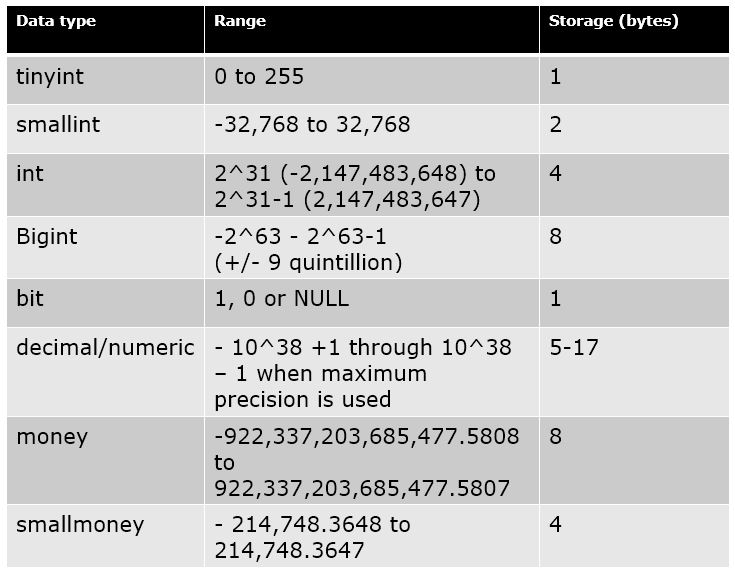 Data type Range Storage (bytes)
tinyint 0 to 255 1
smallint -32,768 to 32,768 2
int 2^31 (-2,147,483,648) to 4
2^31-1 (2,147,483,647)
Bigint -2^63 - 2^63-1 8
(+/- 9 quintillion)
bit 1, 0 or NULL 1
decimal/numeric - 10^38 +1 through 10^38 5-17
– 1 when maximum
precision is used
money -922,337,203,685,477.5808 8
to
922,337,203,685,477.5807
smallmoney - 214,748.3648 to 4
214,748.3647